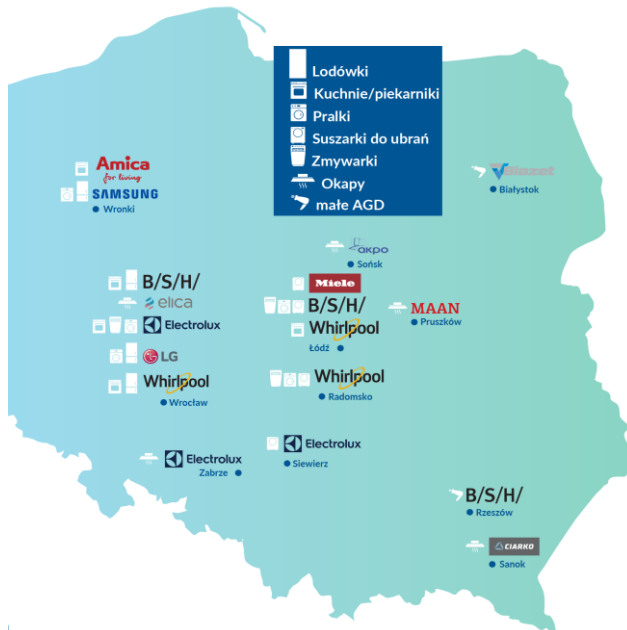 Lodówki
Kuchnie/piekarniki
Pralki
Suszarki do ubrań
Zmywarki
Okapy
małe AGD
Amica
for living
SAMSUNG
Wronki
Biazet
Białystok
akpo
Sońsk
B/S/H/
elica
Electrolux
LG
Whirlpool
Wrocław
Miele
B/S/H/
Whirlpool
Łódź
MAAN
Pruszków
Whirlpool
Radomsko
Electrolux
Zabrze
Electrolux
Siewierz
B/S/H/
Rzeszów
CIARKO
Sanok